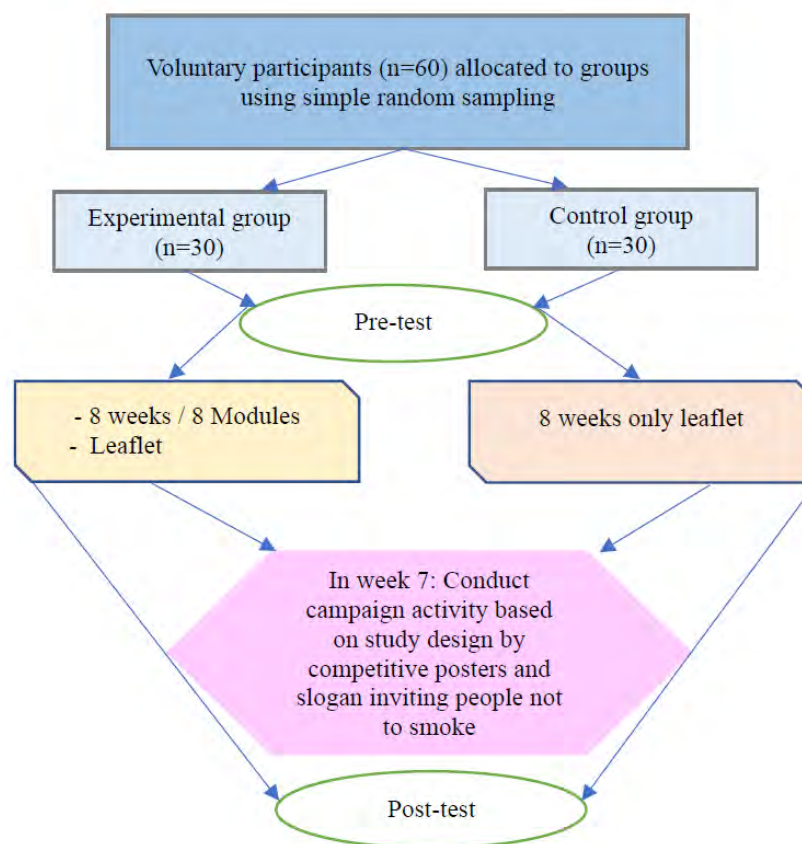 Voluntary participants (n=60) allocated to groups
using simple random sampling
Experimental group
(n=30)
Control group
(n=30)
Pre-test
- 8 weeks / 8 Modules
- Leaflet
8 weeks only leaflet
In week 7: Conduct
campaign activity based
on study design by
competitive posters and
slogan inviting people not
to smoke
Post-test